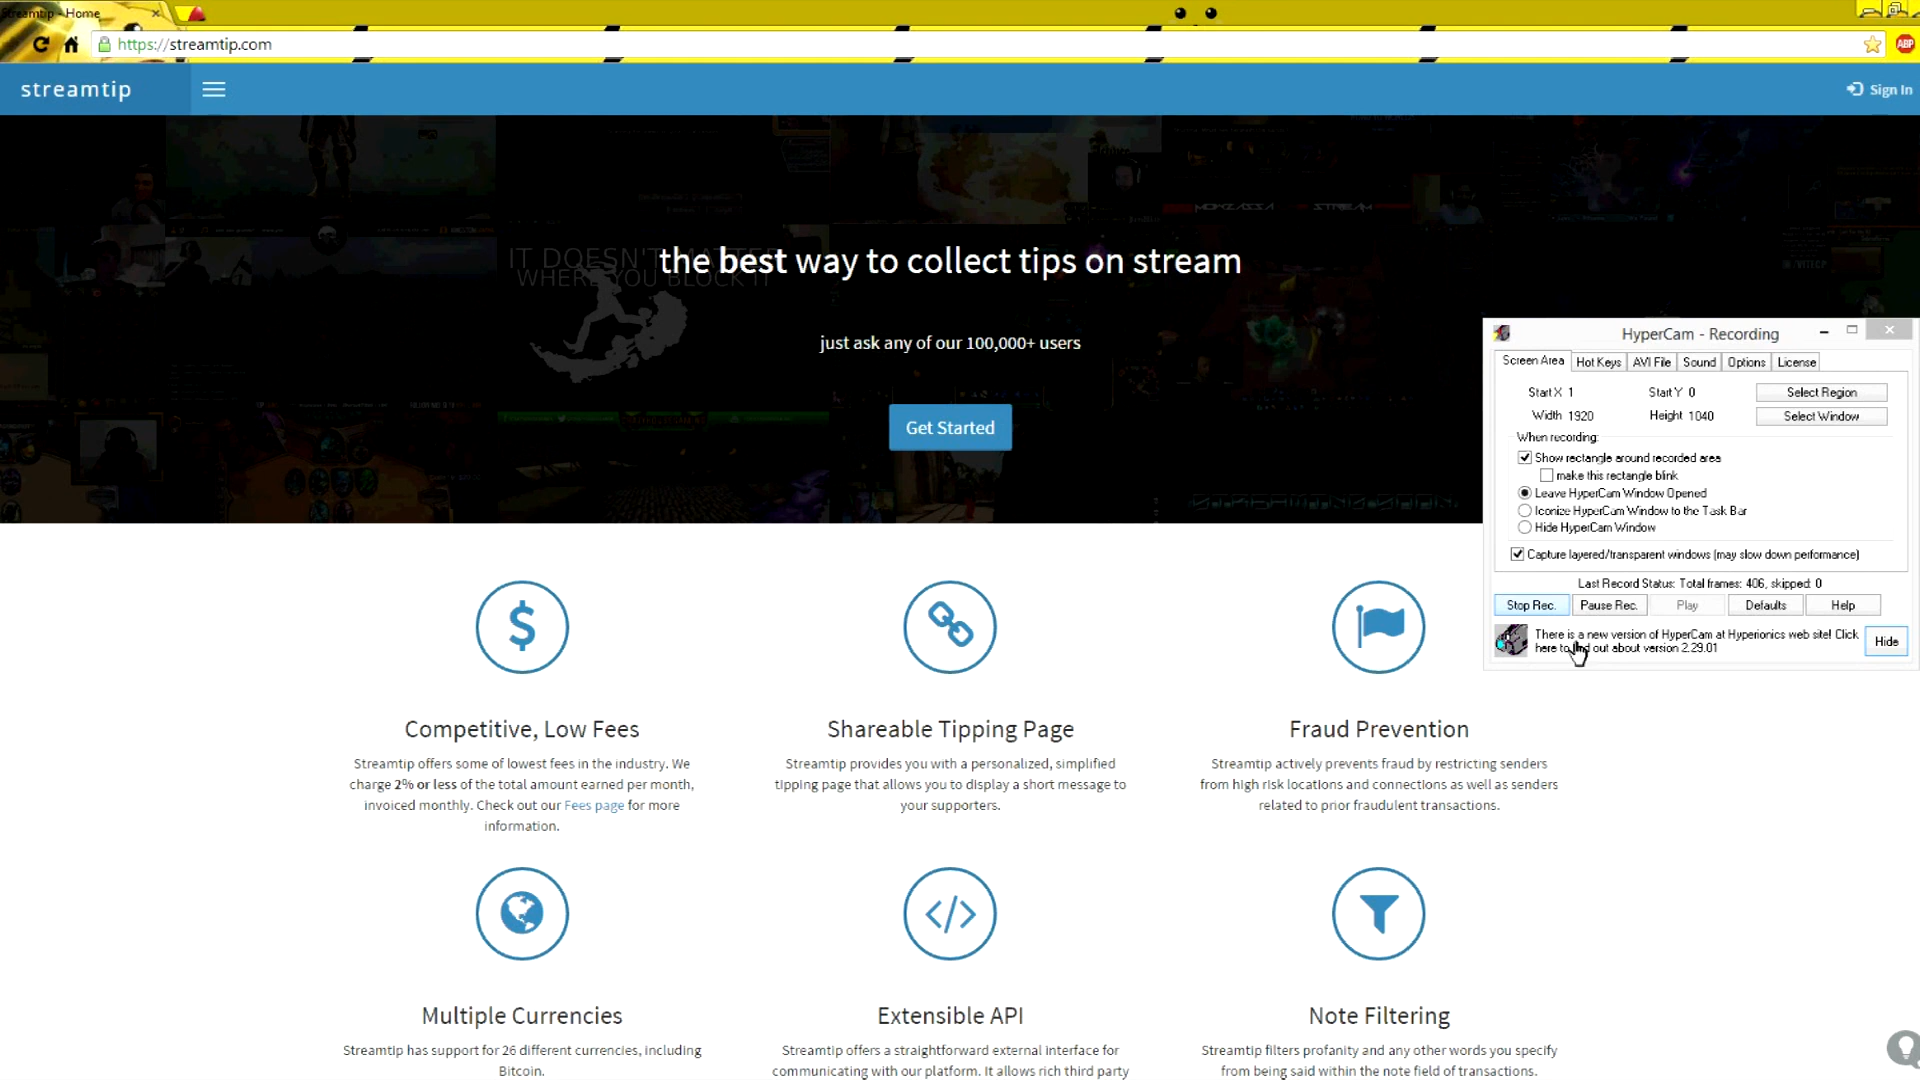 Streamtip - Home
https://streamtip.com
ABP
streamtip
Sign In
IT DOESN'T MATTER
WHERE YOU BLOCK IT
the best way to collect tips on stream
just ask any of our 100,000+ users
Get Started
HyperCam - Recording
Screen Area Hot Keys AVI File Sound Options License
Start X 1 Start Y 0 Select Region
Width 1920 Height 1040 Select Window
When recording:
Show rectangle around recorded area
make this rectangle blink
Leave HyperCam Window Opened
Iconize HyperCam Window to the Task Bar
Hide HyperCam Window
Capture layered/transparent windows (may slow down performance)
Last Record Status: Total frames: 406, skipped: 0
Stop Rec. Pause Rec. Play Defaults Help
There is a new version of HyperCam at Hyperionics web site! Click
here to find out about version 2.29.01
Hide
Competitive, Low Fees
Streamtip offers some of lowest fees in the industry. We
charge 2% or less of the total amount earned per month,
invoiced monthly. Check out our Fees page for more
information.
Shareable Tipping Page
Streamtip provides you with a personalized, simplified
tipping page that allows you to display a short message to
your supporters.
Fraud Prevention
Streamtip actively prevents fraud by restricting senders
from high risk locations and connections as well as senders
related to prior fraudulent transactions.
Multiple Currencies
Streamtip has support for 26 different currencies, including
Bitcoin.
Extensible API
Streamtip offers a straightforward external interface for
communicating with our platform. It allows rich third party
Note Filtering
Streamtip filters profanity and any other words you specify
from being said within the note field of transactions.